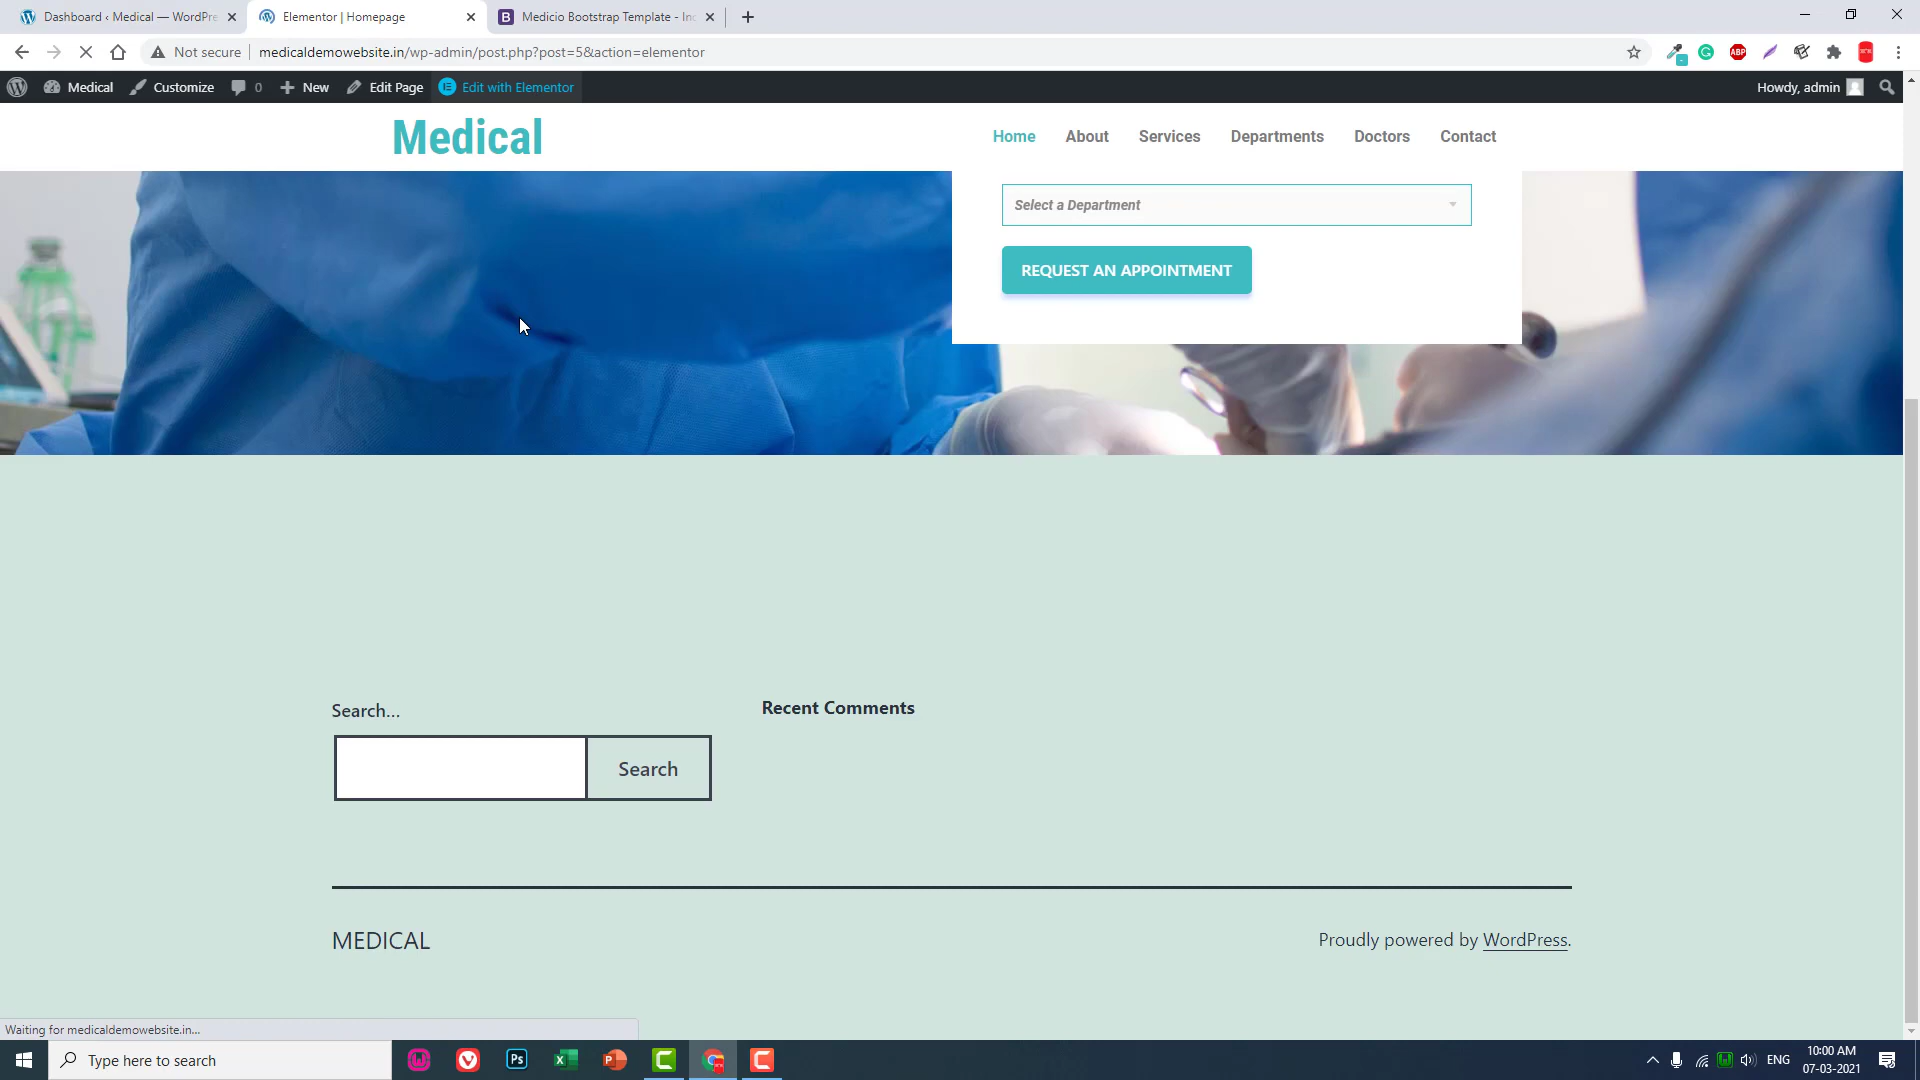 Dashboard ‹ Medical — WordPre
Elementor | Homepage
Medicio Bootstrap Template - Ind
Not secure
medicaldemowebsite.in/wp-admin/post.php?post=5&action=elementor
Medical
Customize
0
New
Edit Page
Edit with Elementor
Howdy, admin
Medical
Home
About
Services
Departments
Doctors
Contact
Select a Department
REQUEST AN APPOINTMENT
Search…
Search
Recent Comments
MEDICAL
Proudly powered by WordPress.
Waiting for medicaldemowebsite.in...
Type here to search
ENG
10:00 AM
07-03-2021